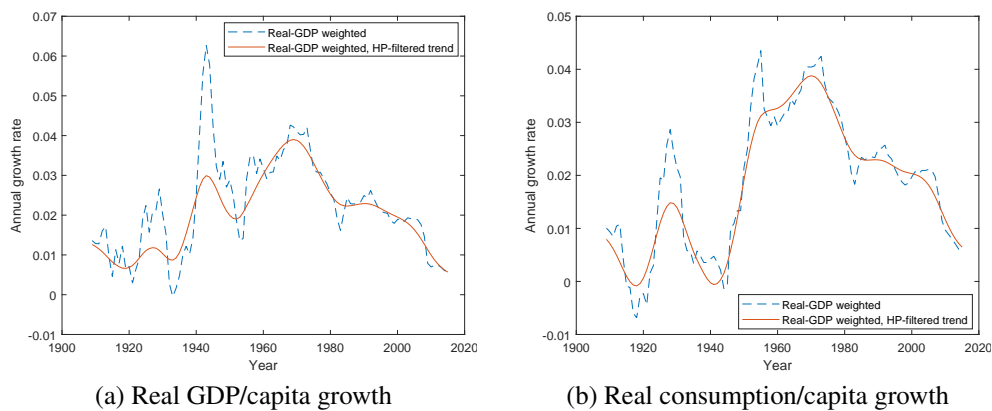 0.07
0.06
0.05
0.04
0.03
0.02
0.01
0
-0.01
Annual growth rate
Real-GDP weighted
Real-GDP weighted, HP-filtered trend
1900 1920 1940 1960 1980 2000 2020
Year
(a) Real GDP/capita growth
0.05
0.04
0.03
0.02
0.01
0
-0.01
Annual growth rate
Real-GDP weighted
Real-GDP weighted, HP-filtered trend
1900 1920 1940 1960 1980 2000 2020
Year
(b) Real consumption/capita growth